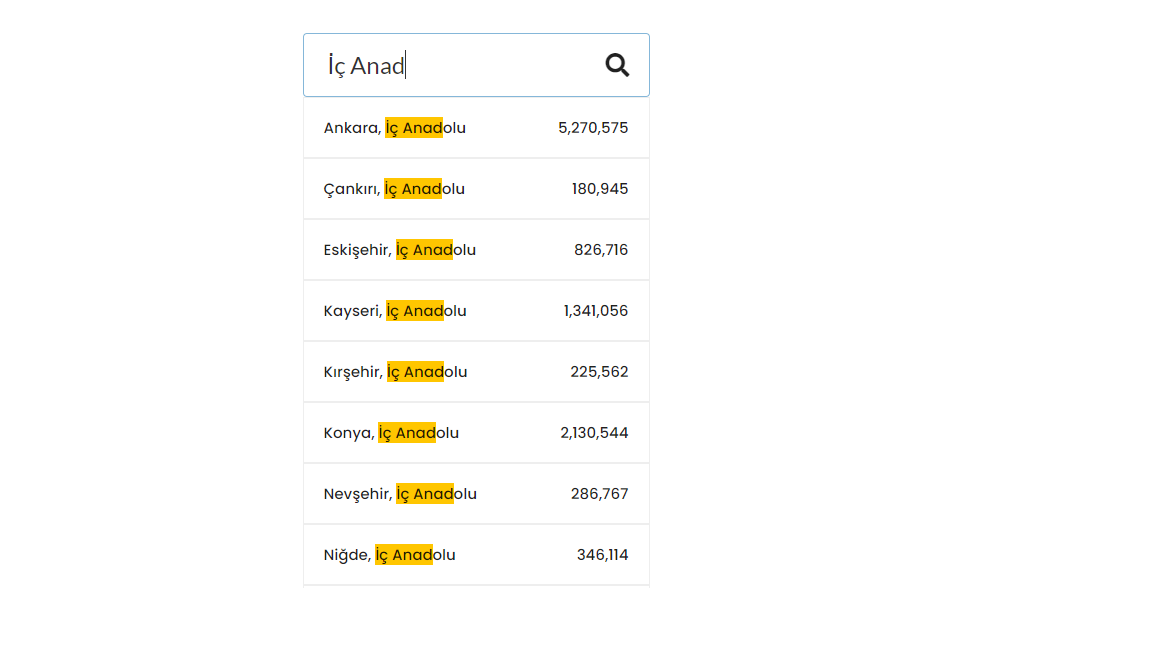 İç Anad
Ankara, İç Anadolu 5,270,575
Çankırı, İç Anadolu 180,945
Eskişehir, İç Anadolu 826,716
Kayseri, İç Anadolu 1,341,056
Kırşehir, İç Anadolu 225,562
Konya, İç Anadolu 2,130,544
Nevşehir, İç Anadolu 286,767
Niğde, İç Anadolu 346,114